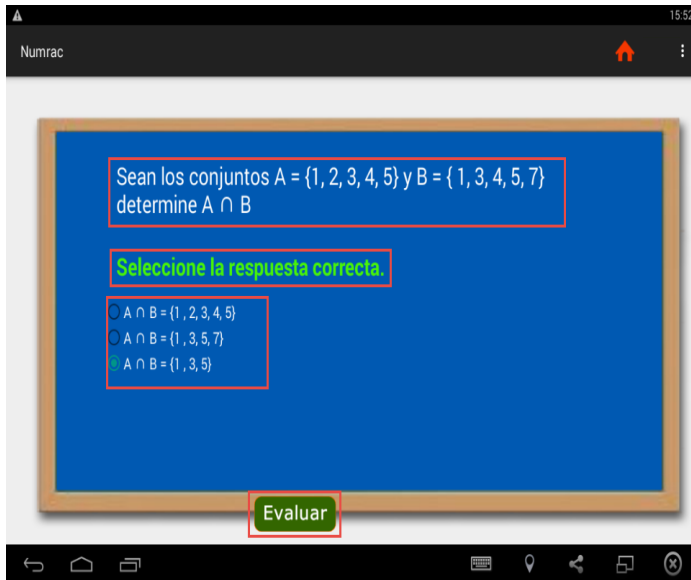 15:52
Numrac
Sean los conjuntos A = {1, 2, 3, 4, 5} y B = { 1, 3, 4, 5, 7}
determine A ∩ B
Seleccione la respuesta correcta.
A ∩ B = {1 , 2, 3, 4, 5}
A ∩ B = {1 , 3, 5, 7}
A ∩ B = {1 , 3, 5}
Evaluar